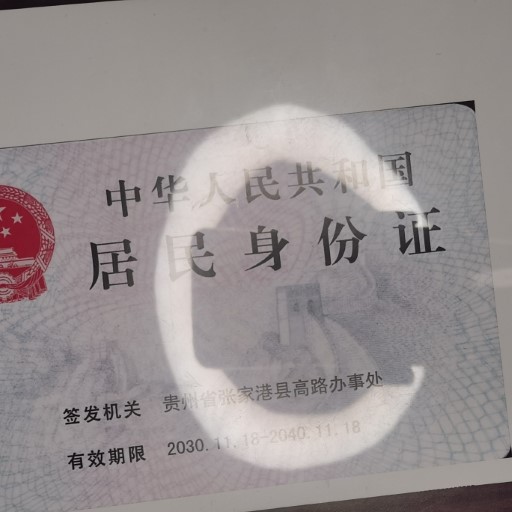 中华人民共和国
居民身份证
签发机关 贵州省张家港县高路办事处
有效期限 2030.11.18-2040.11.18